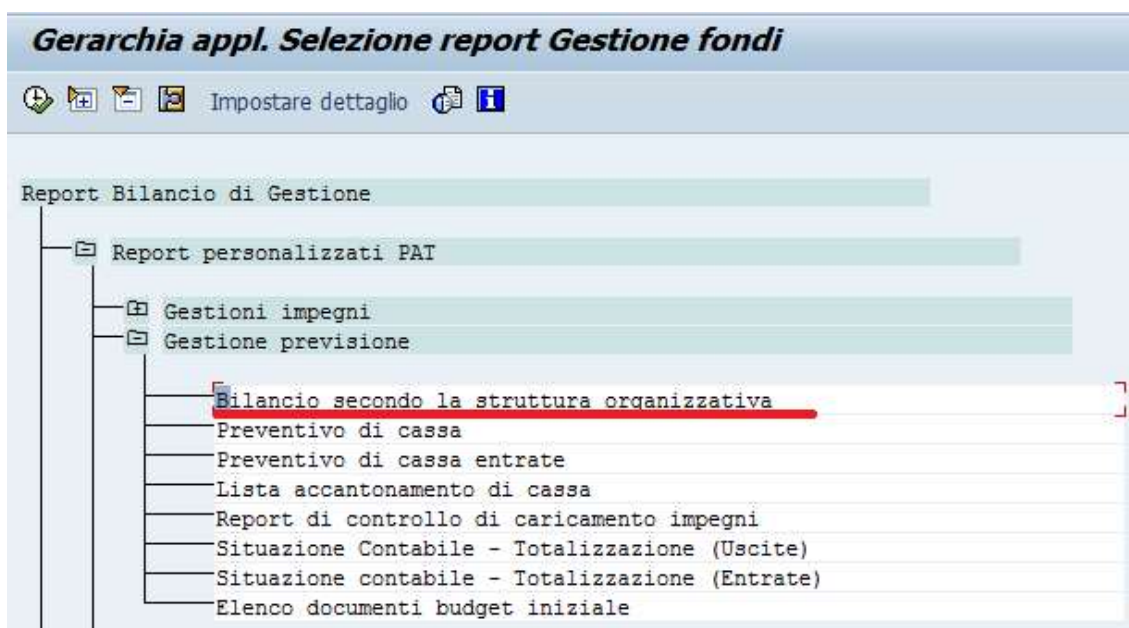 Gerarchia appl. Selezione report Gestione fondi
Impostare dettaglio
Report Bilancio di Gestione
Report personalizzati PAT
Gestioni impegni
Gestione previsione
Bilancio secondo la struttura organizzativa
Preventivo di cassa
Preventivo di cassa entrate
Lista accantonamento di cassa
Report di controllo di caricamento impegni
Situazione Contabile - Totalizzazione (Uscite)
Situazione contabile - Totalizzazione (Entrate)
Elenco documenti budget iniziale